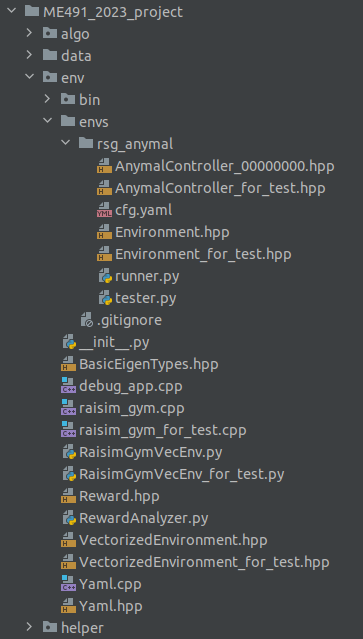 ME491_2023_project
algo
data
env
bin
envs
rsg_anymal
AnymalController_00000000.hpp
AnymalController_for_test.hpp
cfg.yaml
Environment.hpp
Environment_for_test.hpp
runner.py
tester.py
.gitignore
__init__.py
BasicEigenTypes.hpp
debug_app.cpp
raisim_gym.cpp
raisim_gym_for_test.cpp
RaisimGymVecEnv.py
RaisimGymVecEnv_for_test.py
Reward.hpp
RewardAnalyzer.py
VectorizedEnvironment.hpp
VectorizedEnvironment_for_test.hpp
Yaml.cpp
Yaml.hpp
helper